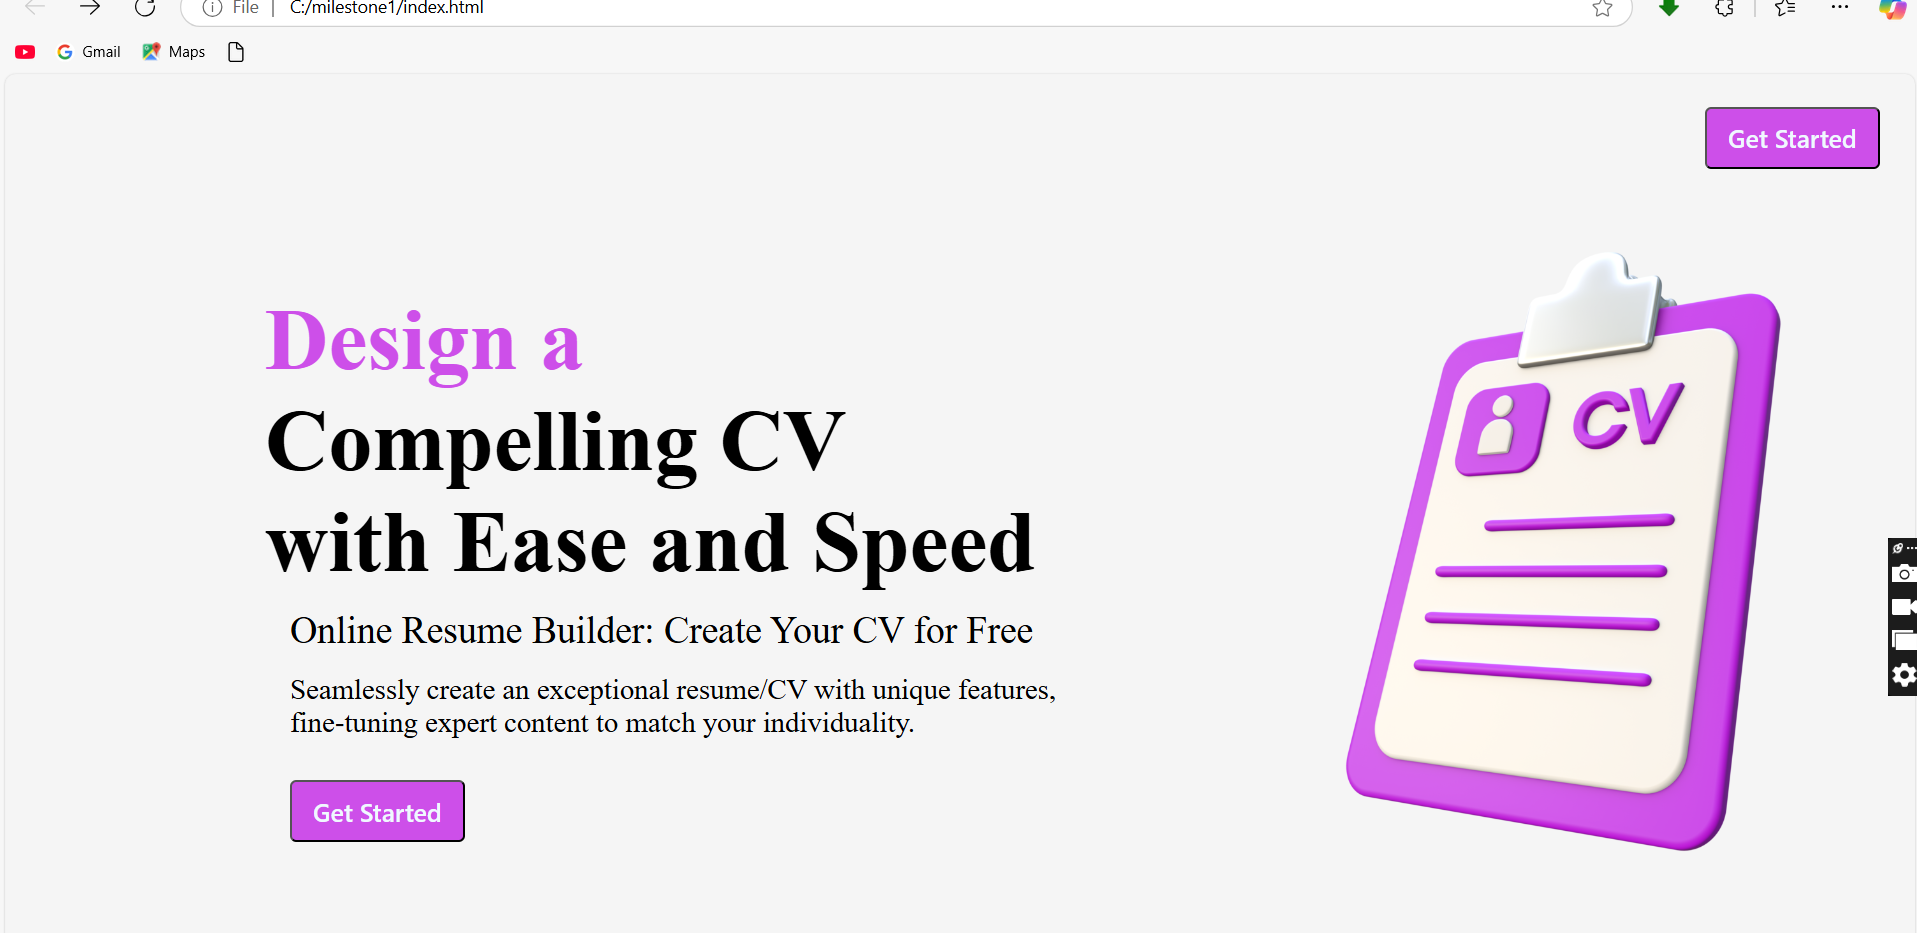 File C:/milestone1/index.html
Gmail Maps
Get Started
Design a
Compelling CV
with Ease and Speed
Online Resume Builder: Create Your CV for Free
Seamlessly create an exceptional resume/CV with unique features,
fine-tuning expert content to match your individuality.
Get Started
CV